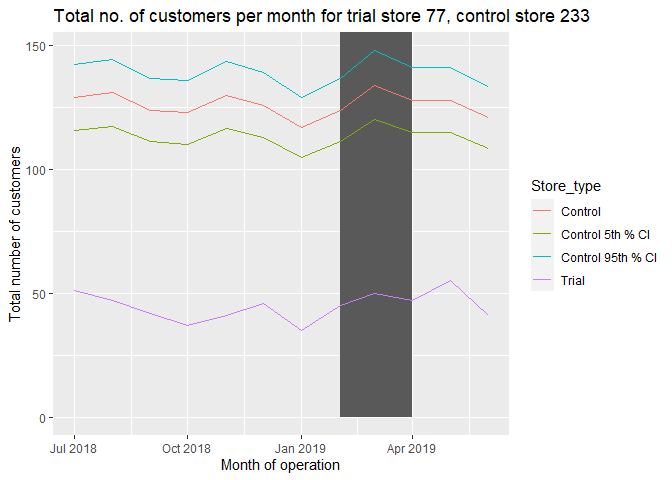 Total no. of customers per month for trial store 77, control store 233
150
100
50
0
Total number of customers
Jul 2018
Oct 2018
Jan 2019
Apr 2019
Month of operation
Store_type
Control
Control 5th % CI
Control 95th % CI
Trial